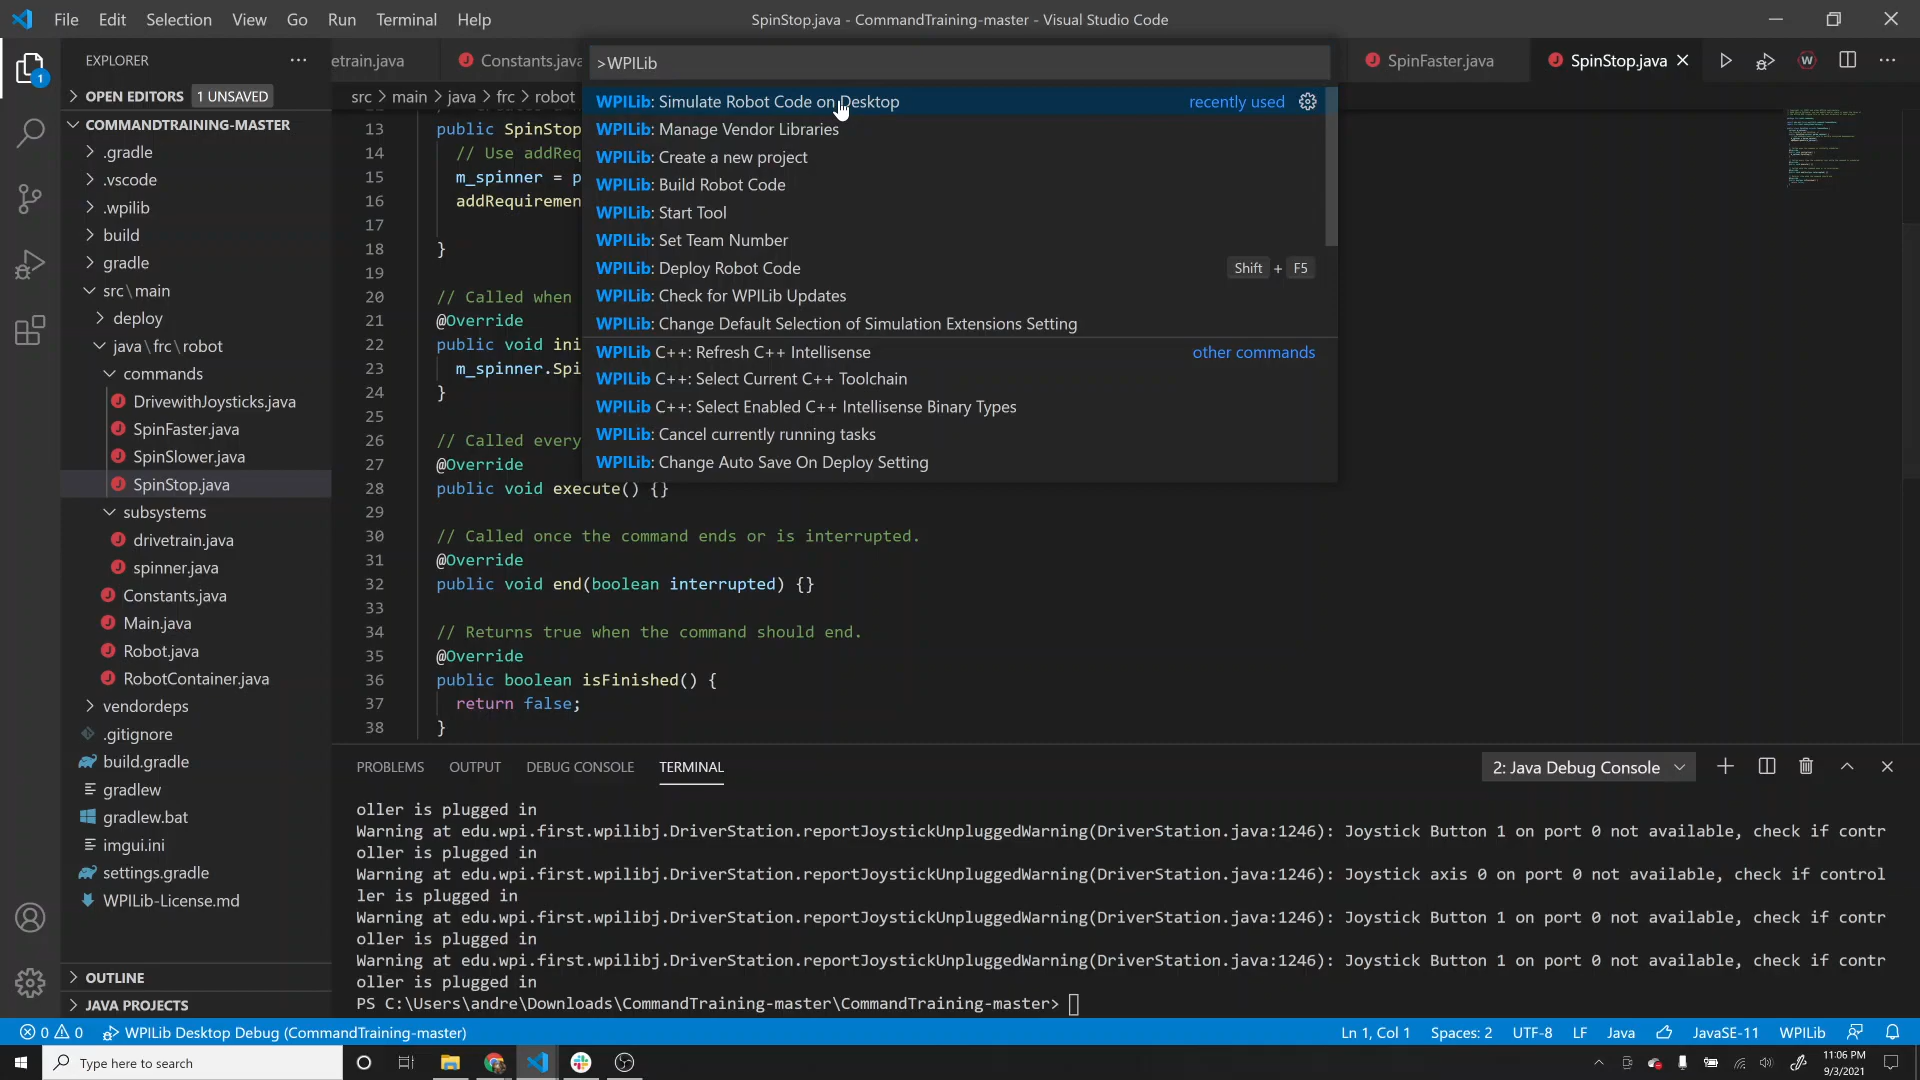 File Edit Selection View Go Run Terminal Help
SpinStop.java - CommandTraining-master - Visual Studio Code
EXPLORER
etrain.java
Constants.java
>WPILib
SpinFaster.java
SpinStop.java
OPEN EDITORS 1 UNSAVED
src > main > java > frc > robot
COMMANDTRAINING-MASTER
.gradle
.vscode
.wpilib
build
gradle
src\main
deploy
java\frc\robot
commands
DrivewithJoysticks.java
SpinFaster.java
SpinSlower.java
SpinStop.java
subsystems
drivetrain.java
spinner.java
Constants.java
Main.java
Robot.java
RobotContainer.java
vendordeps
.gitignore
build.gradle
gradlew
gradlew.bat
imgui.ini
settings.gradle
WPILib-License.md
OUTLINE
JAVA PROJECTS
WPILib: Simulate Robot Code on Desktop recently used
WPILib: Manage Vendor Libraries
WPILib: Create a new project
WPILib: Build Robot Code
WPILib: Start Tool
WPILib: Set Team Number
WPILib: Deploy Robot Code Shift + F5
WPILib: Check for WPILib Updates
WPILib: Change Default Selection of Simulation Extensions Setting
WPILib C++: Refresh C++ Intellisense other commands
WPILib C++: Select Current C++ Toolchain
WPILib C++: Select Enabled C++ Intellisense Binary Types
WPILib: Cancel currently running tasks
WPILib: Change Auto Save On Deploy Setting
13 public SpinStop
14 // Use addReq
15 m_spinner = p
16 addRequiremen
17
18 }
19
20 // Called when
21 @Override
22 public void ini
23 m_spinner.Spi
24 }
25
26 // Called every
27 @Override
28 public void execute() {}
29
30 // Called once the command ends or is interrupted.
31 @Override
32 public void end(boolean interrupted) {}
33
34 // Returns true when the command should end.
35 @Override
36 public boolean isFinished() {
37 return false;
38 }
PROBLEMS OUTPUT DEBUG CONSOLE TERMINAL 2: Java Debug Console
oller is plugged in
Warning at edu.wpi.first.wpilibj.DriverStation.reportJoystickUnpluggedWarning(DriverStation.java:1246): Joystick Button 1 on port 0 not available, check if contr
oller is plugged in
Warning at edu.wpi.first.wpilibj.DriverStation.reportJoystickUnpluggedWarning(DriverStation.java:1246): Joystick axis 0 on port 0 not available, check if control
ler is plugged in
Warning at edu.wpi.first.wpilibj.DriverStation.reportJoystickUnpluggedWarning(DriverStation.java:1246): Joystick Button 1 on port 0 not available, check if contr
oller is plugged in
Warning at edu.wpi.first.wpilibj.DriverStation.reportJoystickUnpluggedWarning(DriverStation.java:1246): Joystick Button 1 on port 0 not available, check if contr
oller is plugged in
PS C:\Users\andre\Downloads\CommandTraining-master\CommandTraining-master>
0 0 WPILib Desktop Debug (CommandTraining-master) Ln 1, Col 1 Spaces: 2 UTF-8 LF Java JavaSE-11 WPILib
Type here to search
11:06 PM
9/3/2021